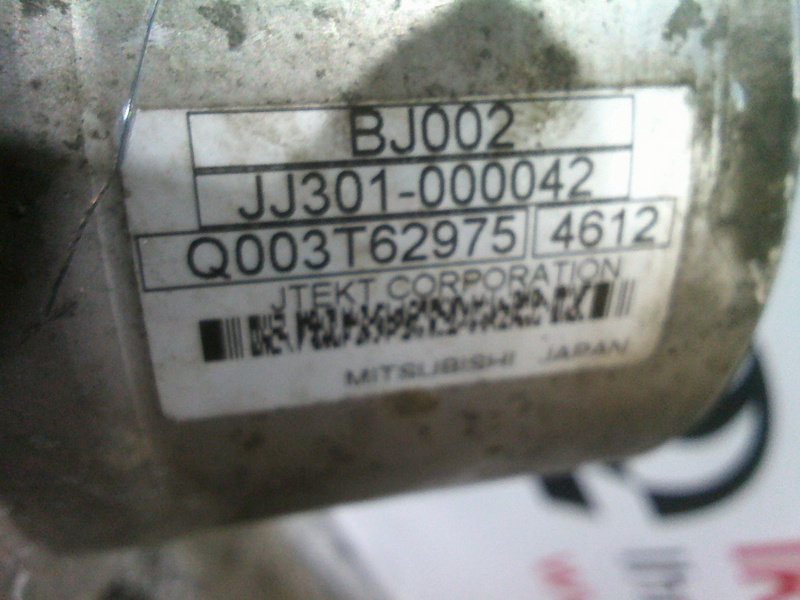 BJ002
JJ301-000042
Q003T62975 4612
JTEKT CORPORATION
MITSUBISHI JAPAN